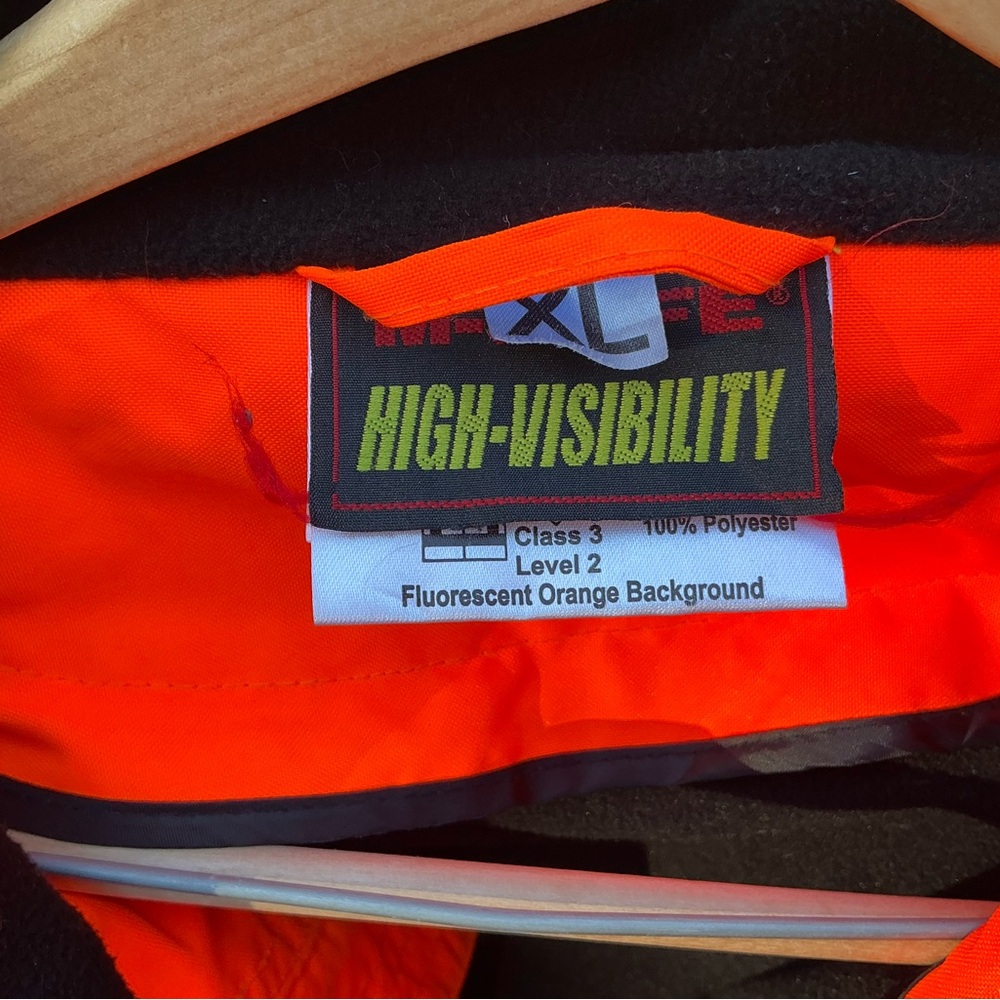 XL
HIGH-VISIBILITY
Class 3
100% Polyester
Level 2
Fluorescent Orange Background